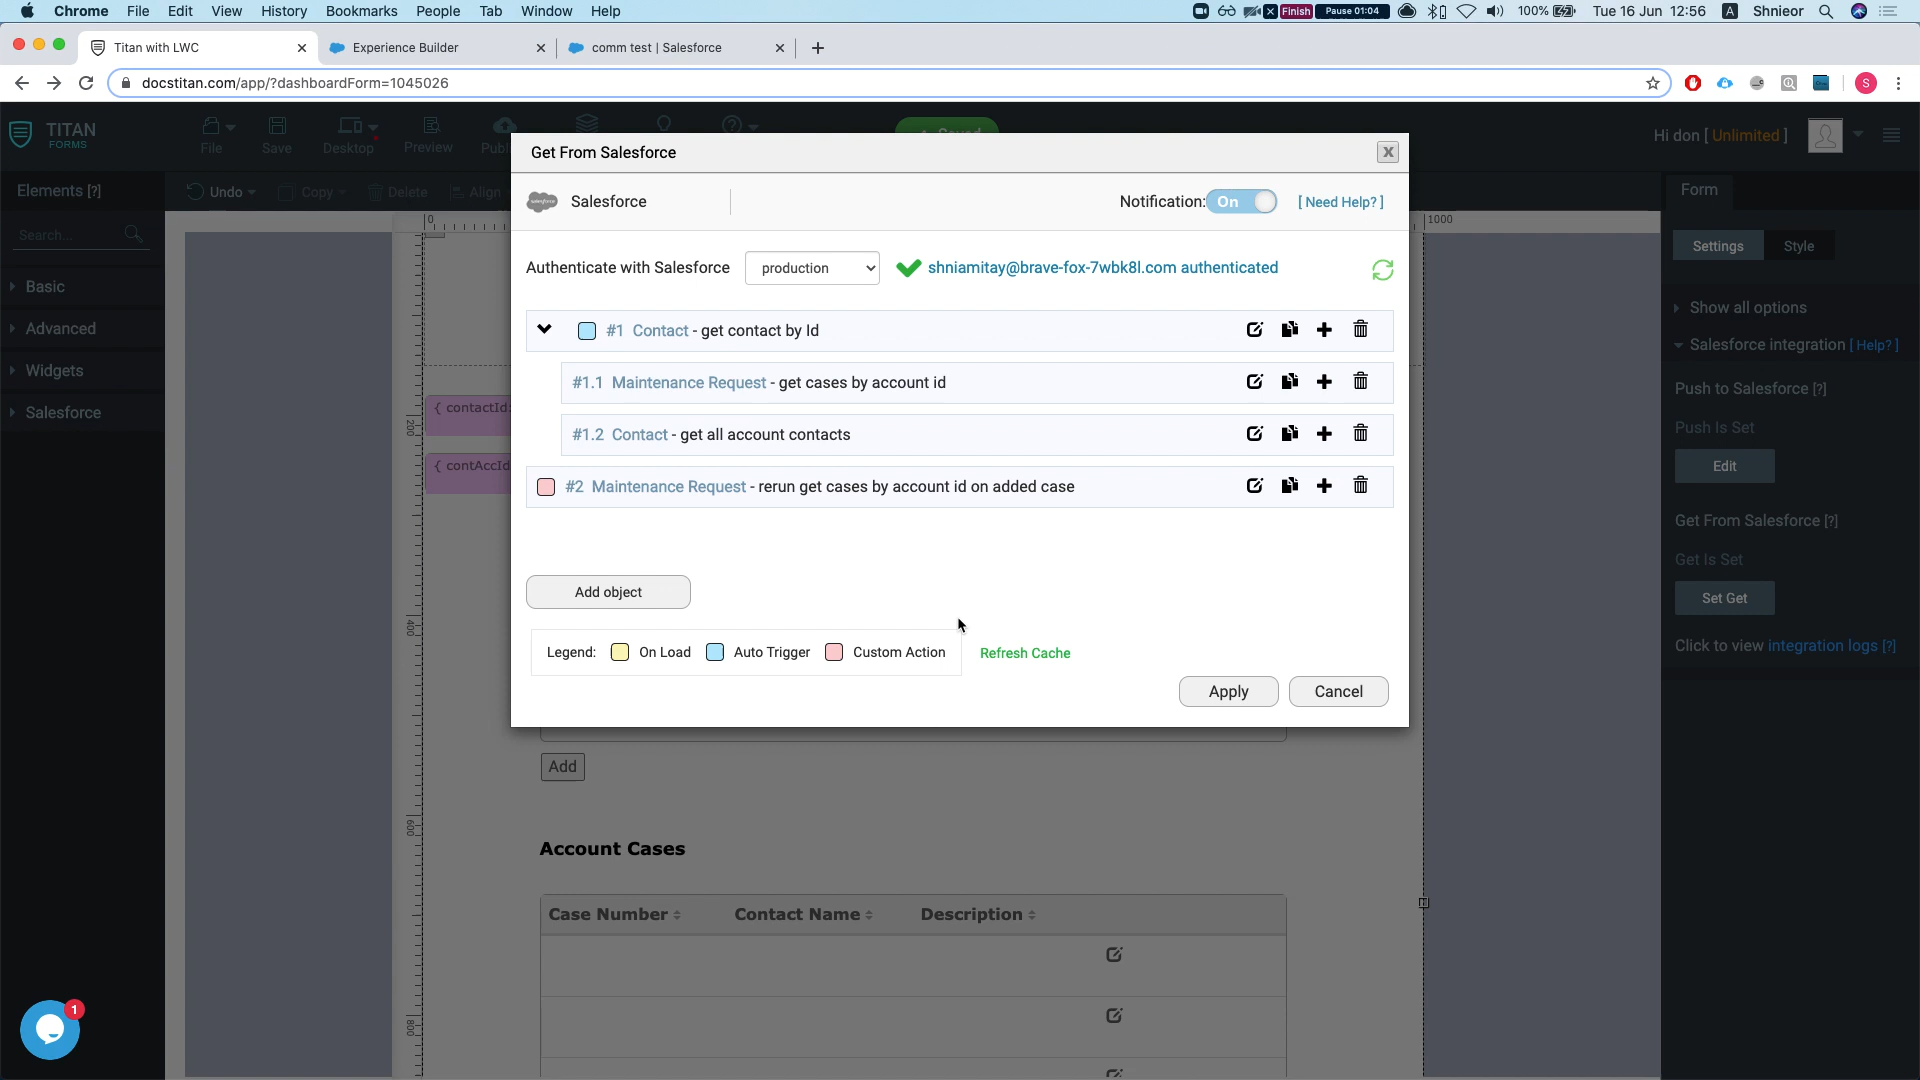 Chrome File Edit View History Bookmarks People Tab Window Help
Finish Pause 01:04 100% Tue 16 Jun 12:56 A Shnieor
Titan with LWC
Experience Builder
comm test | Salesforce
docstitan.com/app/?dashboardForm=1045026
S
TITAN
FORMS
File
Save
Desktop
Preview
Saved
Hi don [ Unlimited ]
Elements [?]
Undo
Copy
Delete
Align
Form
Search...
Basic
Advanced
Widgets
Salesforce
0
1000
200
400
600
800
{ contactId
{ contAccId
Get From Salesforce
X
salesforce
Salesforce
Notification: On [ Need Help? ]
Authenticate with Salesforce production shniamitay@brave-fox-7wbk8l.com authenticated
#1 Contact - get contact by Id
#1.1 Maintenance Request - get cases by account id
#1.2 Contact - get all account contacts
#2 Maintenance Request - rerun get cases by account id on added case
Add object
Legend: On Load Auto Trigger Custom Action Refresh Cache
Apply Cancel
Add
Account Cases
Case Number Contact Name Description
Settings Style
Show all options
Salesforce integration [ Help? ]
Push to Salesforce [?]
Push Is Set
Edit
Get From Salesforce [?]
Get Is Set
Set Get
Click to view integration logs [?]
1